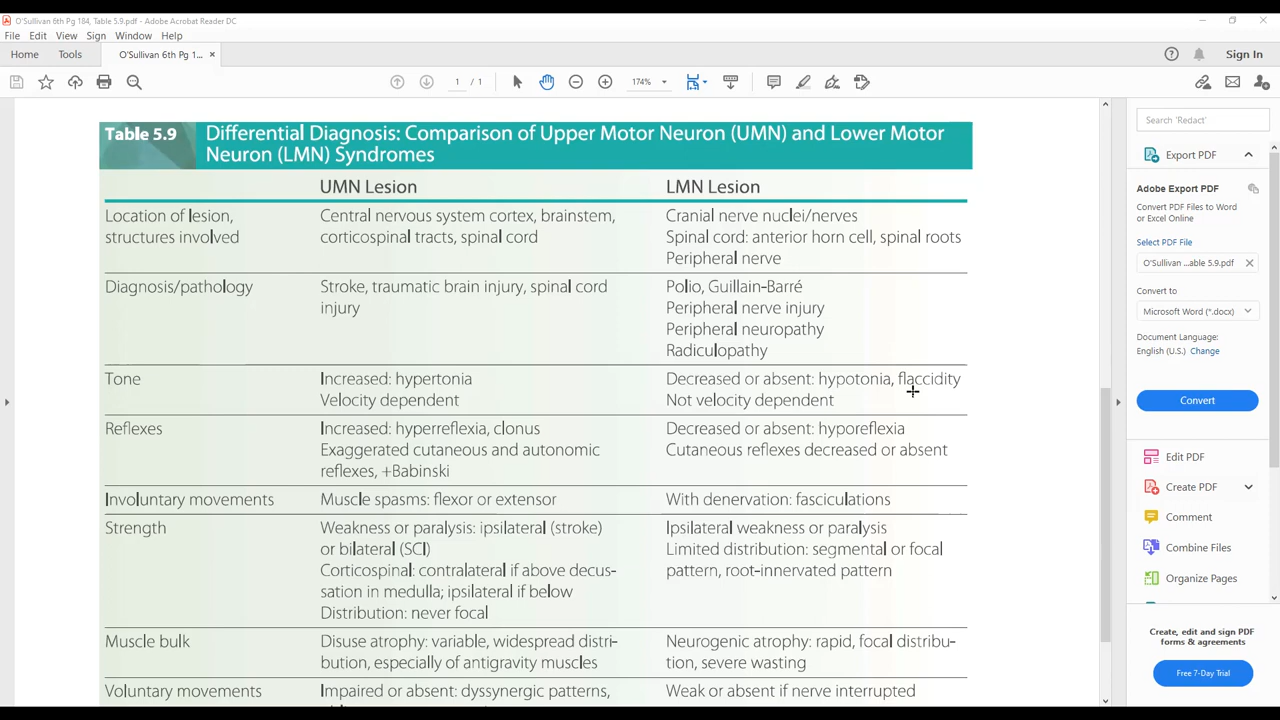 O'Sullivan 6th Pg 184, Table 5.9.pdf - Adobe Acrobat Reader DC
File Edit View Sign Window Help
Home Tools O'Sullivan 6th Pg 1... × Sign In
1 / 1 174%
Table 5.9 Differential Diagnosis: Comparison of Upper Motor Neuron (UMN) and Lower Motor
Neuron (LMN) Syndromes
UMN Lesion LMN Lesion
Location of lesion, Central nervous system cortex, brainstem, Cranial nerve nuclei/nerves
structures involved corticospinal tracts, spinal cord Spinal cord: anterior horn cell, spinal roots
Peripheral nerve
Diagnosis/pathology Stroke, traumatic brain injury, spinal cord Polio, Guillain-Barré
injury Peripheral nerve injury
Peripheral neuropathy
Radiculopathy
Tone Increased: hypertonia Decreased or absent: hypotonia, flaccidity
Velocity dependent Not velocity dependent
Reflexes Increased: hyperreflexia, clonus Decreased or absent: hyporeflexia
Exaggerated cutaneous and autonomic Cutaneous reflexes decreased or absent
reflexes, +Babinski
Involuntary movements Muscle spasms: flexor or extensor With denervation: fasciculations
Strength Weakness or paralysis: ipsilateral (stroke) Ipsilateral weakness or paralysis
or bilateral (SCI) Limited distribution: segmental or focal
Corticospinal: contralateral if above decus- pattern, root-innervated pattern
sation in medulla; ipsilateral if below
Distribution: never focal
Muscle bulk Disuse atrophy: variable, widespread distri- Neurogenic atrophy: rapid, focal distribu-
bution, especially of antigravity muscles tion, severe wasting
Voluntary movements Impaired or absent: dyssynergic patterns, Weak or absent if nerve interrupted
Search 'Redact'
Export PDF
Adobe Export PDF
Convert PDF Files to Word
or Excel Online
Select PDF File
O'Sullivan ...able 5.9.pdf ×
Convert to
Microsoft Word (*.docx)
Document Language:
English (U.S.) Change
Convert
Edit PDF
Create PDF
Comment
Combine Files
Organize Pages
Create, edit and sign PDF
forms & agreements
Free 7-Day Trial